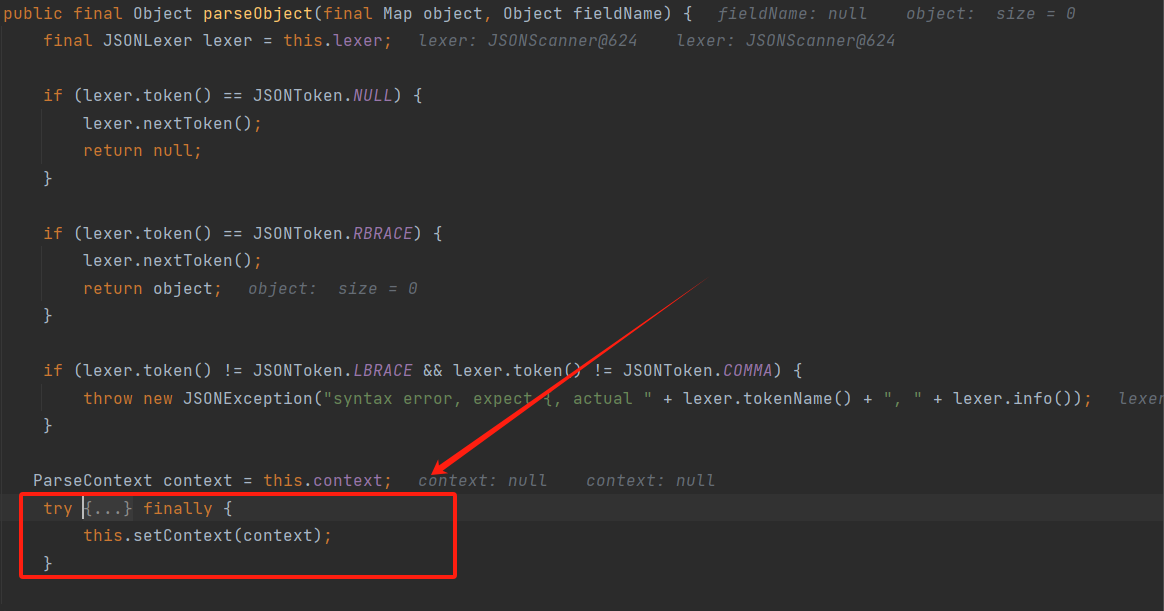 public final Object parseObject(final Map object, Object fieldName) {  fieldName: null    object:  size = 0
    final JSONLexer lexer = this.lexer;  lexer: JSONScanner@624    lexer: JSONScanner@624
    if (lexer.token() == JSONToken.NULL) {
        lexer.nextToken();
        return null;
    }
    if (lexer.token() == JSONToken.RBRACE) {
        lexer.nextToken();
        return object;  object:  size = 0
    }
    if (lexer.token() != JSONToken.LBRACE && lexer.token() != JSONToken.COMMA) {
        throw new JSONException("syntax error, expect {, actual " + lexer.tokenName() + ", " + lexer.info());  lexer
    }
   ParseContext context = this.context;  context: null    context: null
    try {...} finally {
        this.setContext(context);
    }